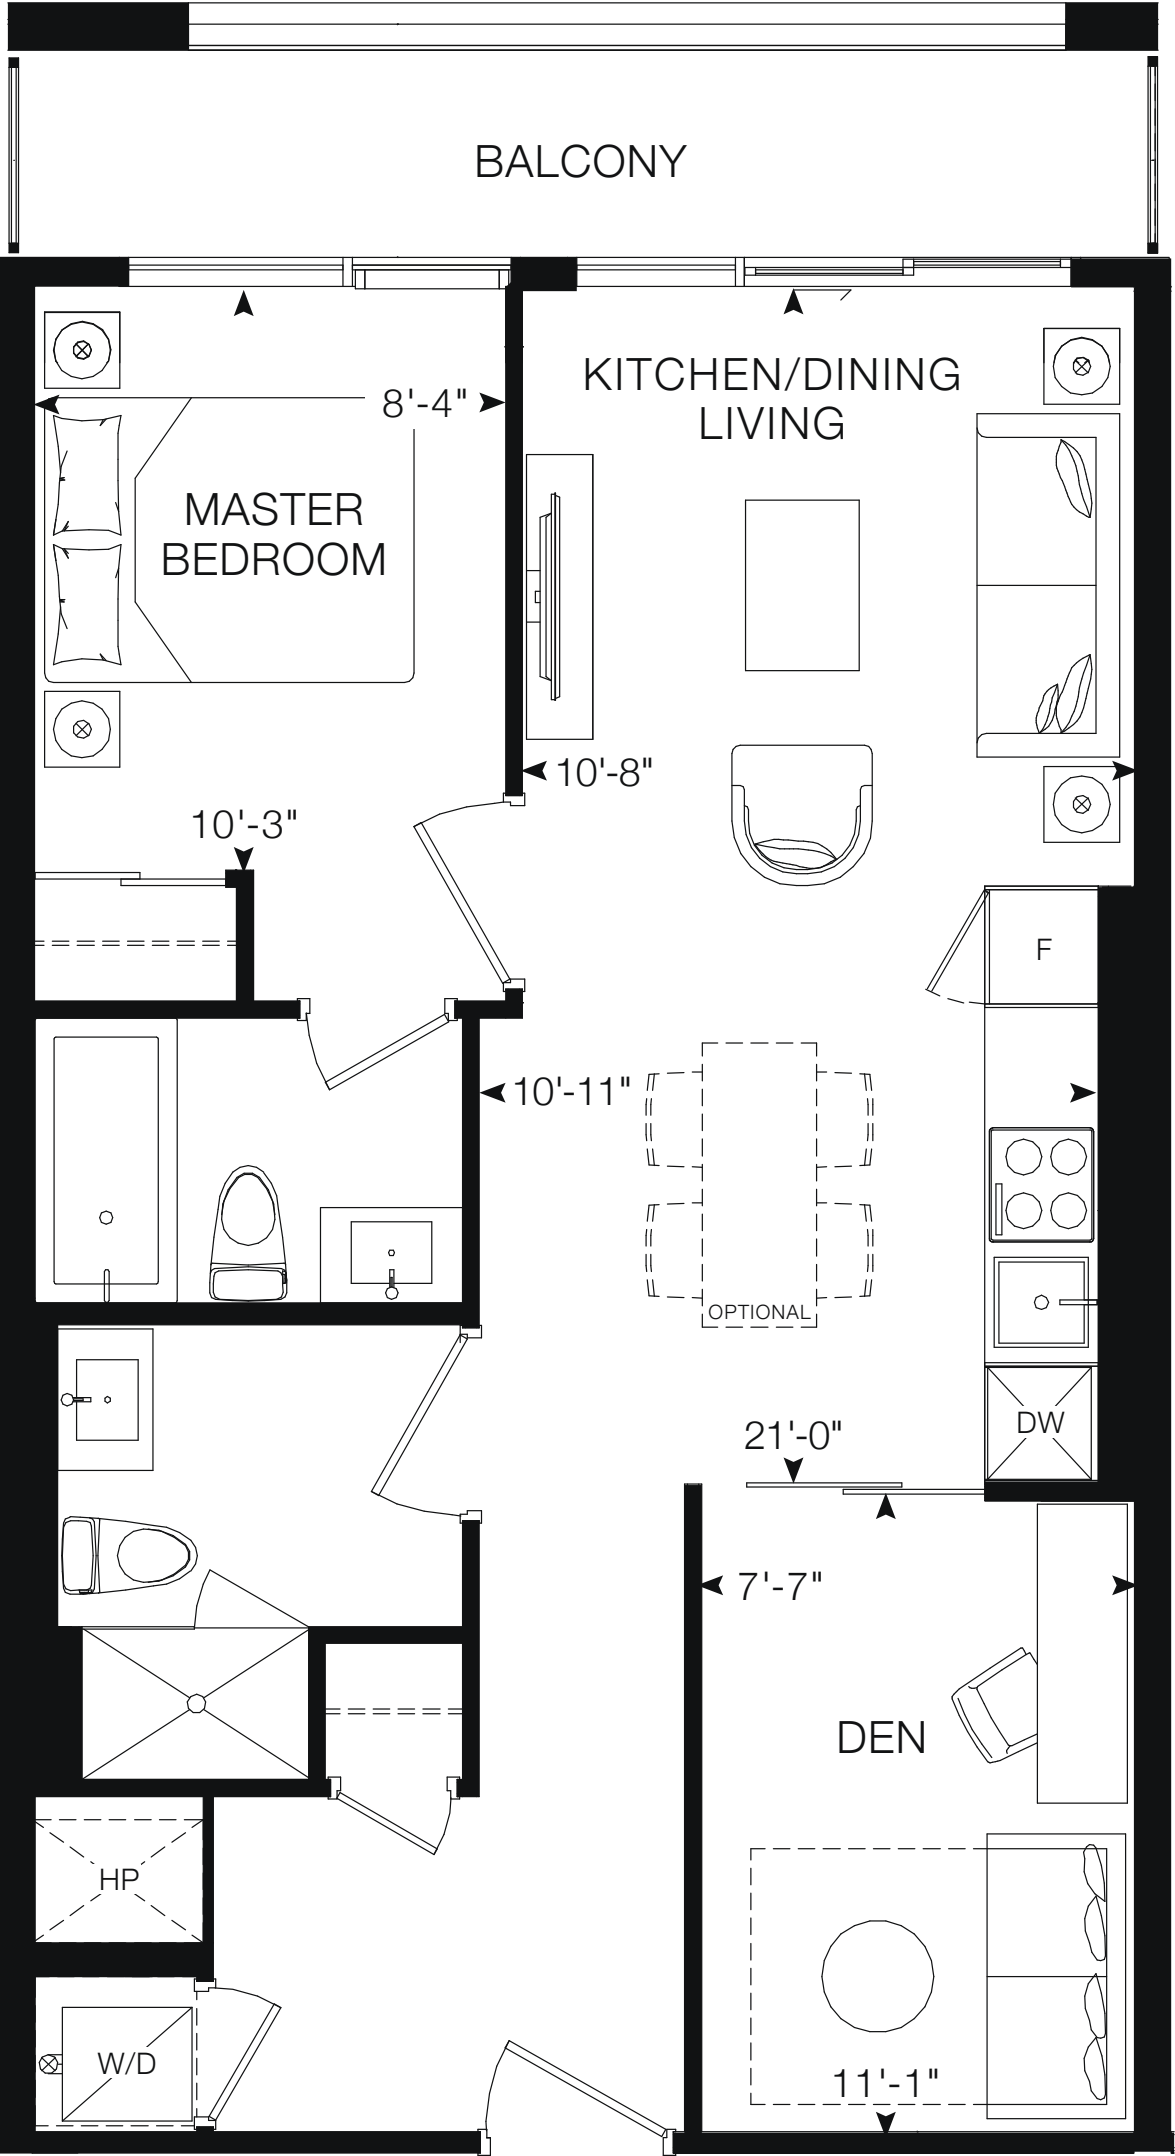 BALCONY
KITCHEN/DINING
LIVING
8'-4"
MASTER
BEDROOM
10'-8"
10'-3"
F
10'-11"
OPTIONAL
DW
21'-0"
7'-7"
DEN
HP
W/D
11'-1"